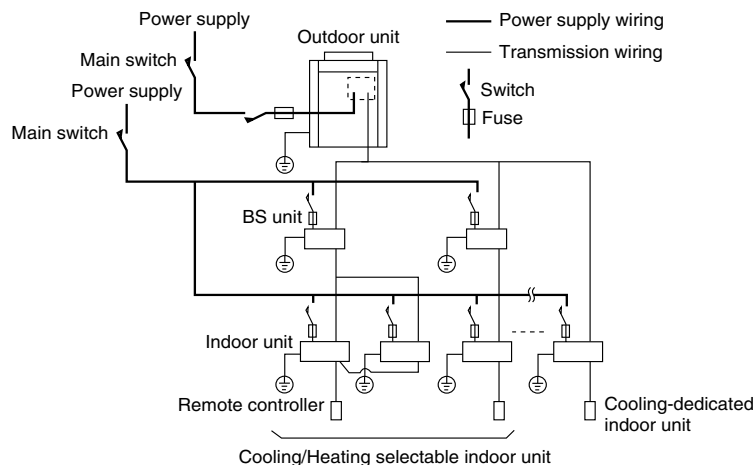 Power supply
Outdoor unit
Power supply wiring
Transmission wiring
Main switch
Power supply
Switch
Fuse
Main switch
BS unit
Indoor unit
Remote controller
Cooling-dedicated
indoor unit
Cooling/Heating selectable indoor unit